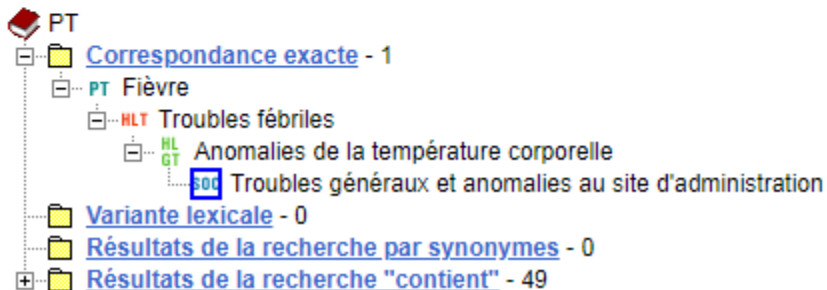 PT
Correspondance exacte - 1
PT Fièvre
HLT Troubles fébriles
HL GT Anomalies de la température corporelle
SOC Troubles généraux et anomalies au site d'administration
Variante lexicale - 0
Résultats de la recherche par synonymes - 0
Résultats de la recherche "contient" - 49